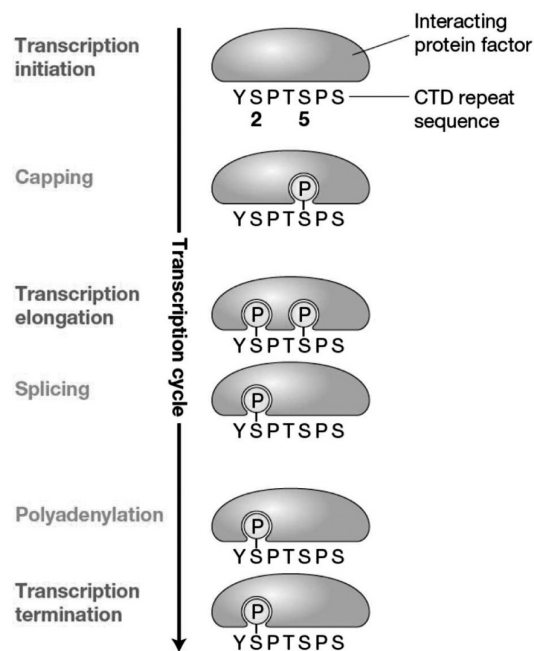 Transcription
initiation
Interacting
protein factor
YSPTSPS
2 5
CTD repeat
sequence
Capping
P
YSPTSPS
Transcription cycle
Transcription
elongation
P P
YSPTSPS
Splicing
P
YSPTSPS
Polyadenylation
P
YSPTSPS
Transcription
termination
P
YSPTSPS